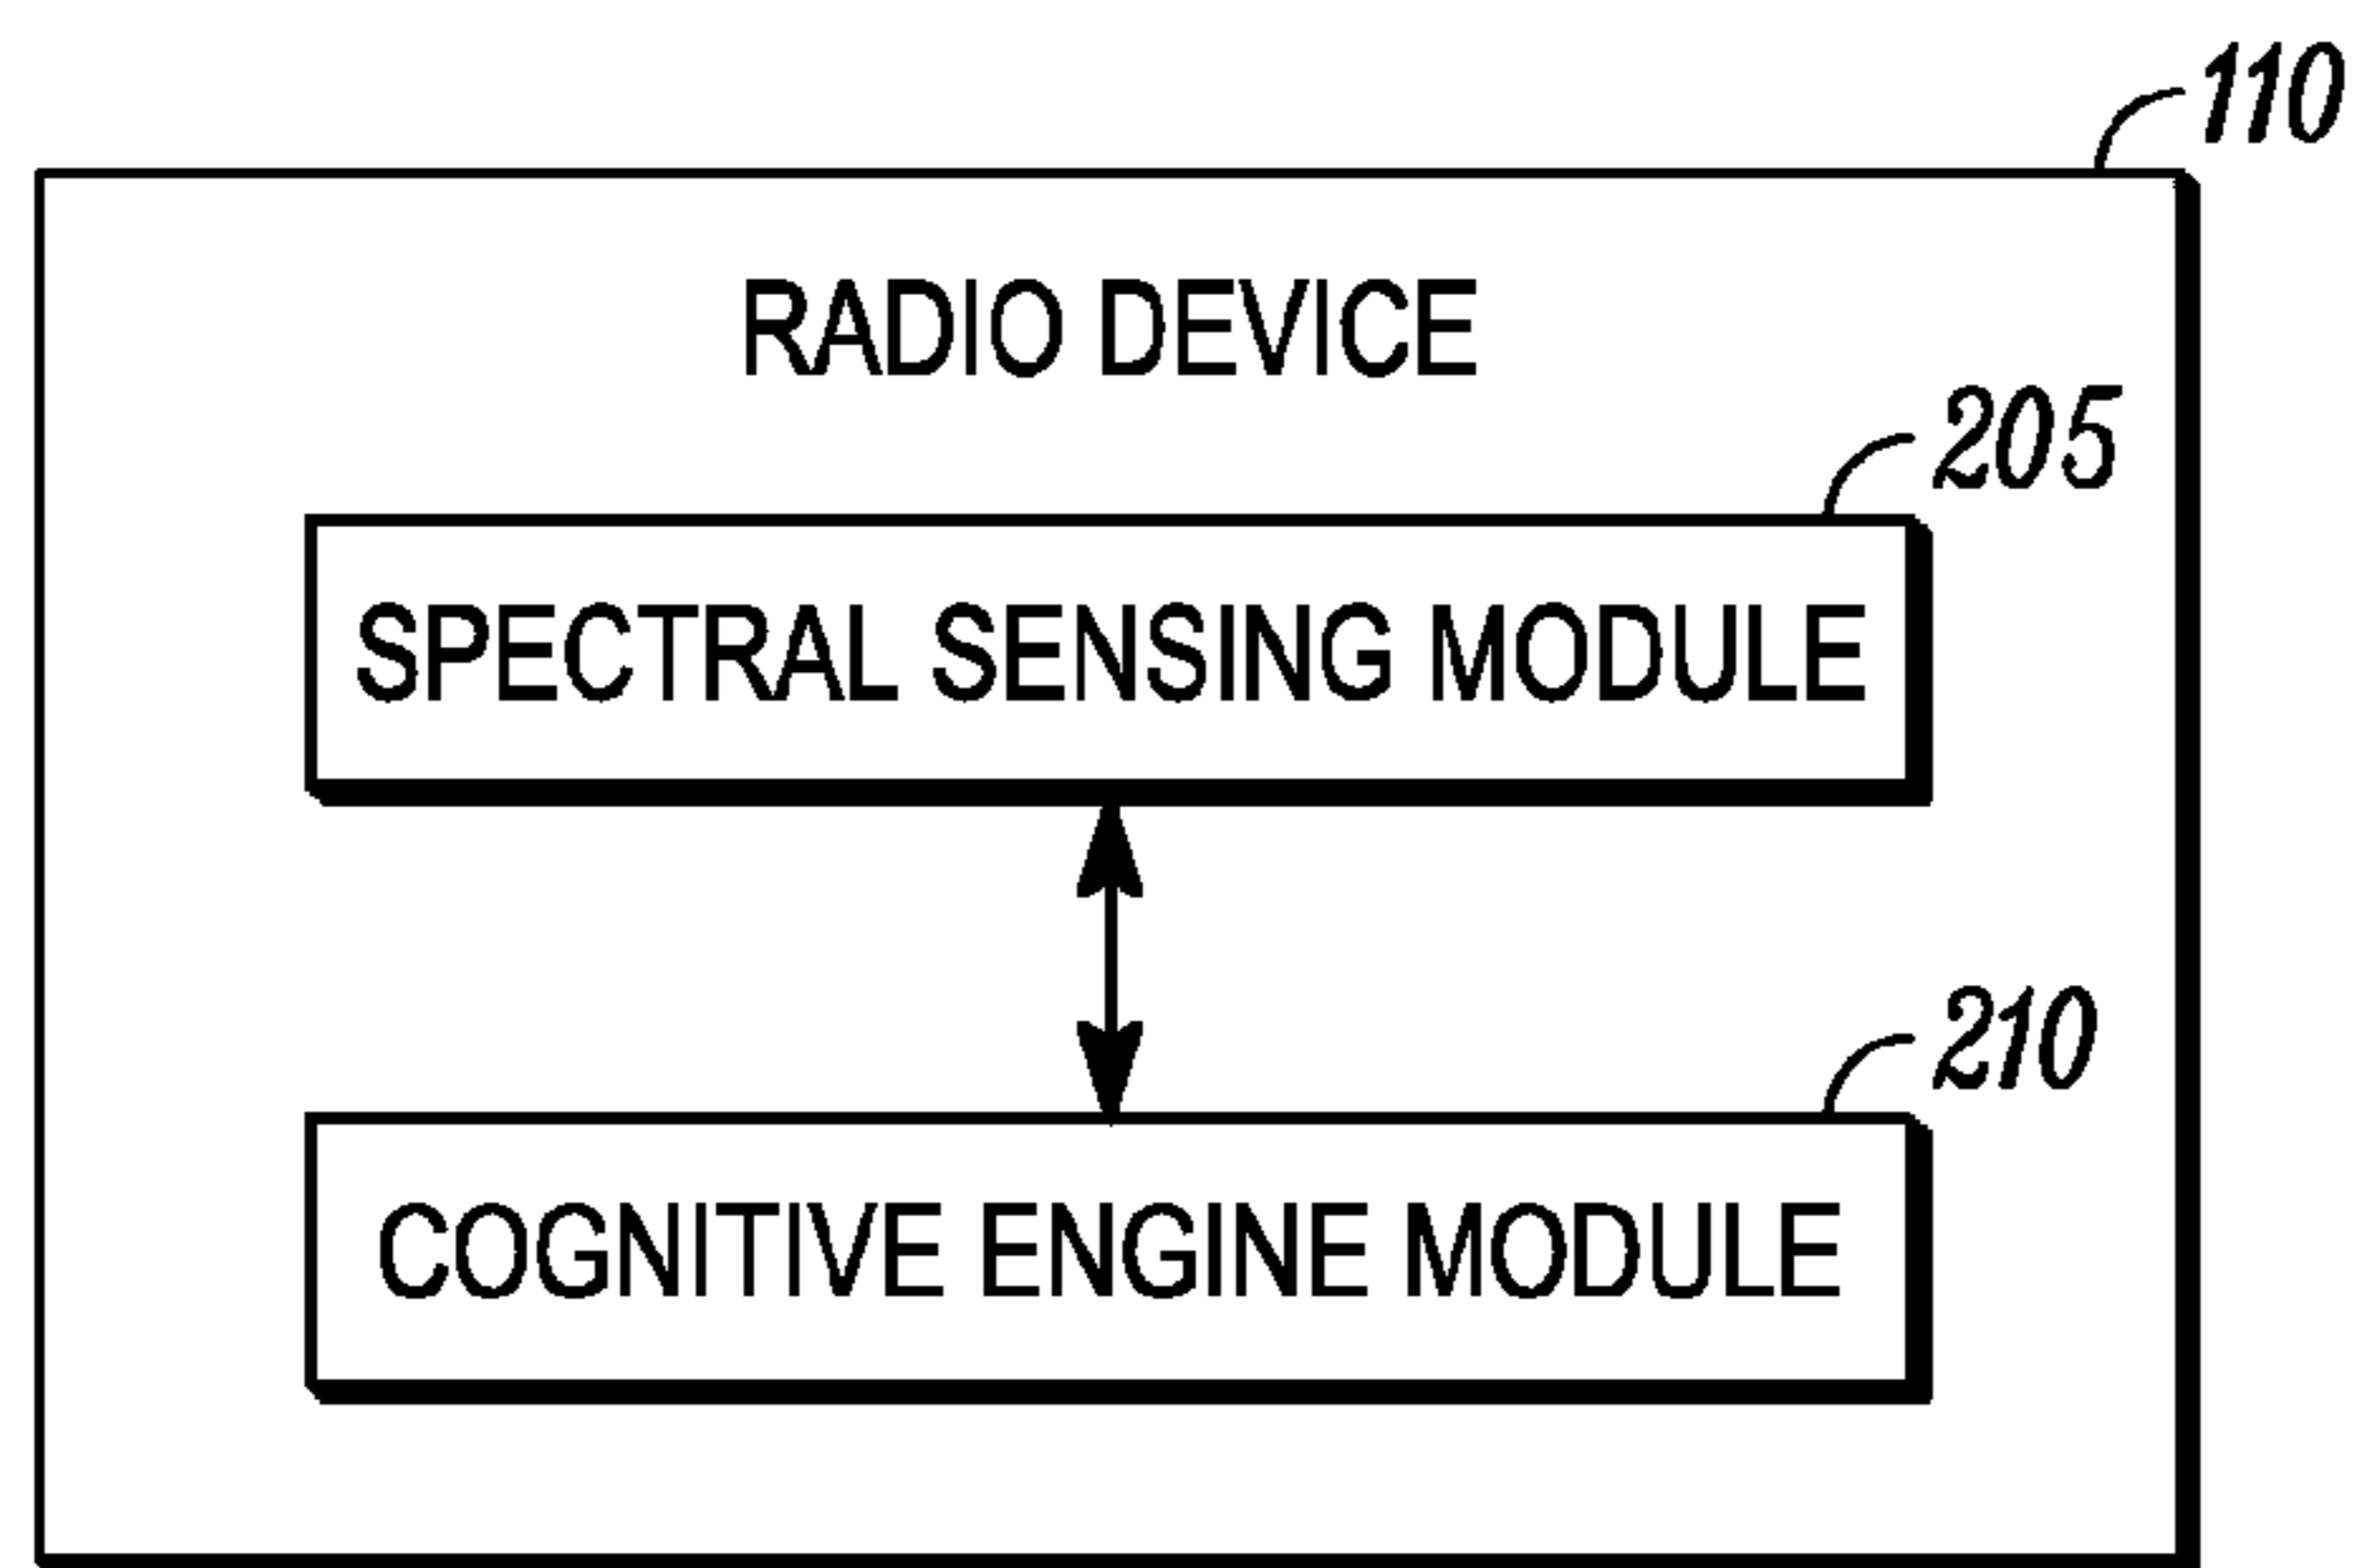 110
RADIO DEVICE
205
SPECTRAL SENSING MODULE
210
COGNITIVE ENGINE MODULE